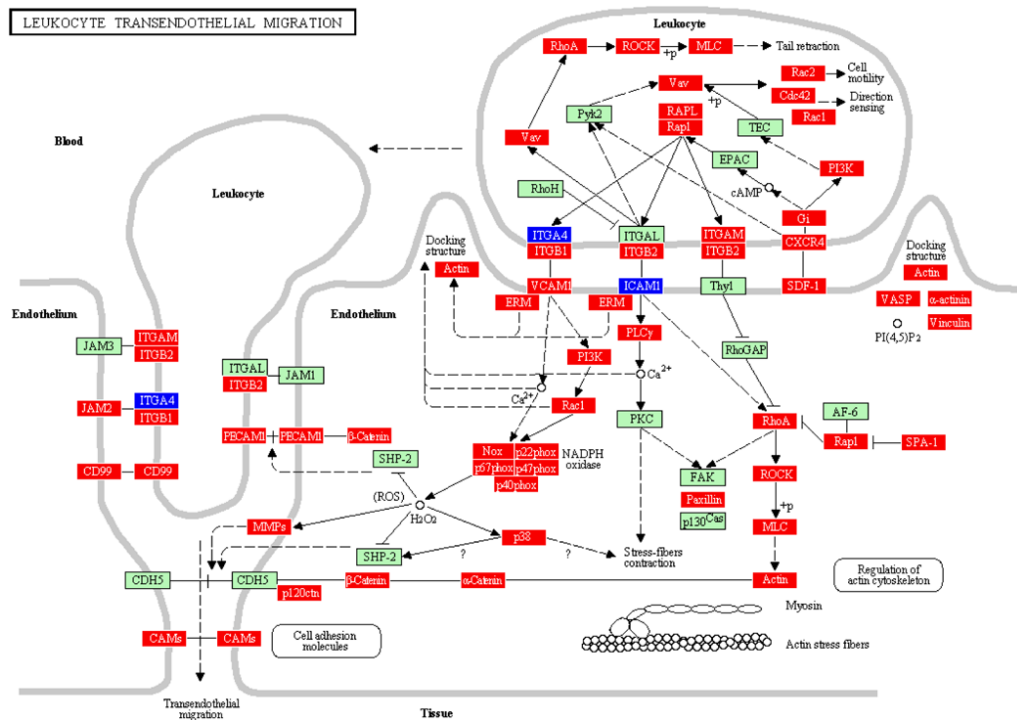 LEUKOCYTE TRANSENDOTHELIAL MIGRATION
Leukocyte
RhoA
ROCK
+p
MLC
Tail retraction
Vav
+p
Rac2
Cell
motility
Cdc42
Direction
sensing
Rac1
Pyk2
RAPL
Rap1
TEC
Vav
EPAC
PI3K
RhoH
cAMP
Gi
Blood
Leukocyte
ITGA4
ITGB1
ITGAL
ITGB2
ITGAM
ITGB2
CXCR4
Docking
structure
Actin
VCAM1
ICAM1
Thy1
SDF-1
ERM
ERM
Docking
structure
Actin
VASP
α-actinin
PI(4,5)P2
Vinculin
Endothelium
Endothelium
JAM3
ITGAM
ITGB2
ITGAL
ITGB2
JAM1
PLCγ
PI3K
RhoGAP
Ca2+
Ca2+
Rac1
JAM2
ITGA4
ITGB1
PKC
RhoA
AF-6
Rap1
SPA-1
PECAM1
PECAM1
β-Catenin
SHP-2
Nox
p22phox
p67phox
p47phox
p40phox
NADPH
oxidase
CD99
CD99
FAK
Paxillin
p130Cas
ROCK
+p
MLC
(ROS)
H2O2
MMPs
p38
SHP-2
?
?
Stress-fibers
contraction
CDH5
CDH5
p120ctn
β-Catenin
α-Catenin
Actin
Regulation of
actin cytoskeleton
Myosin
Actin stress fibers
CAMs
CAMs
Cell adhesion
molecules
Transendothelial
migration
Tissue